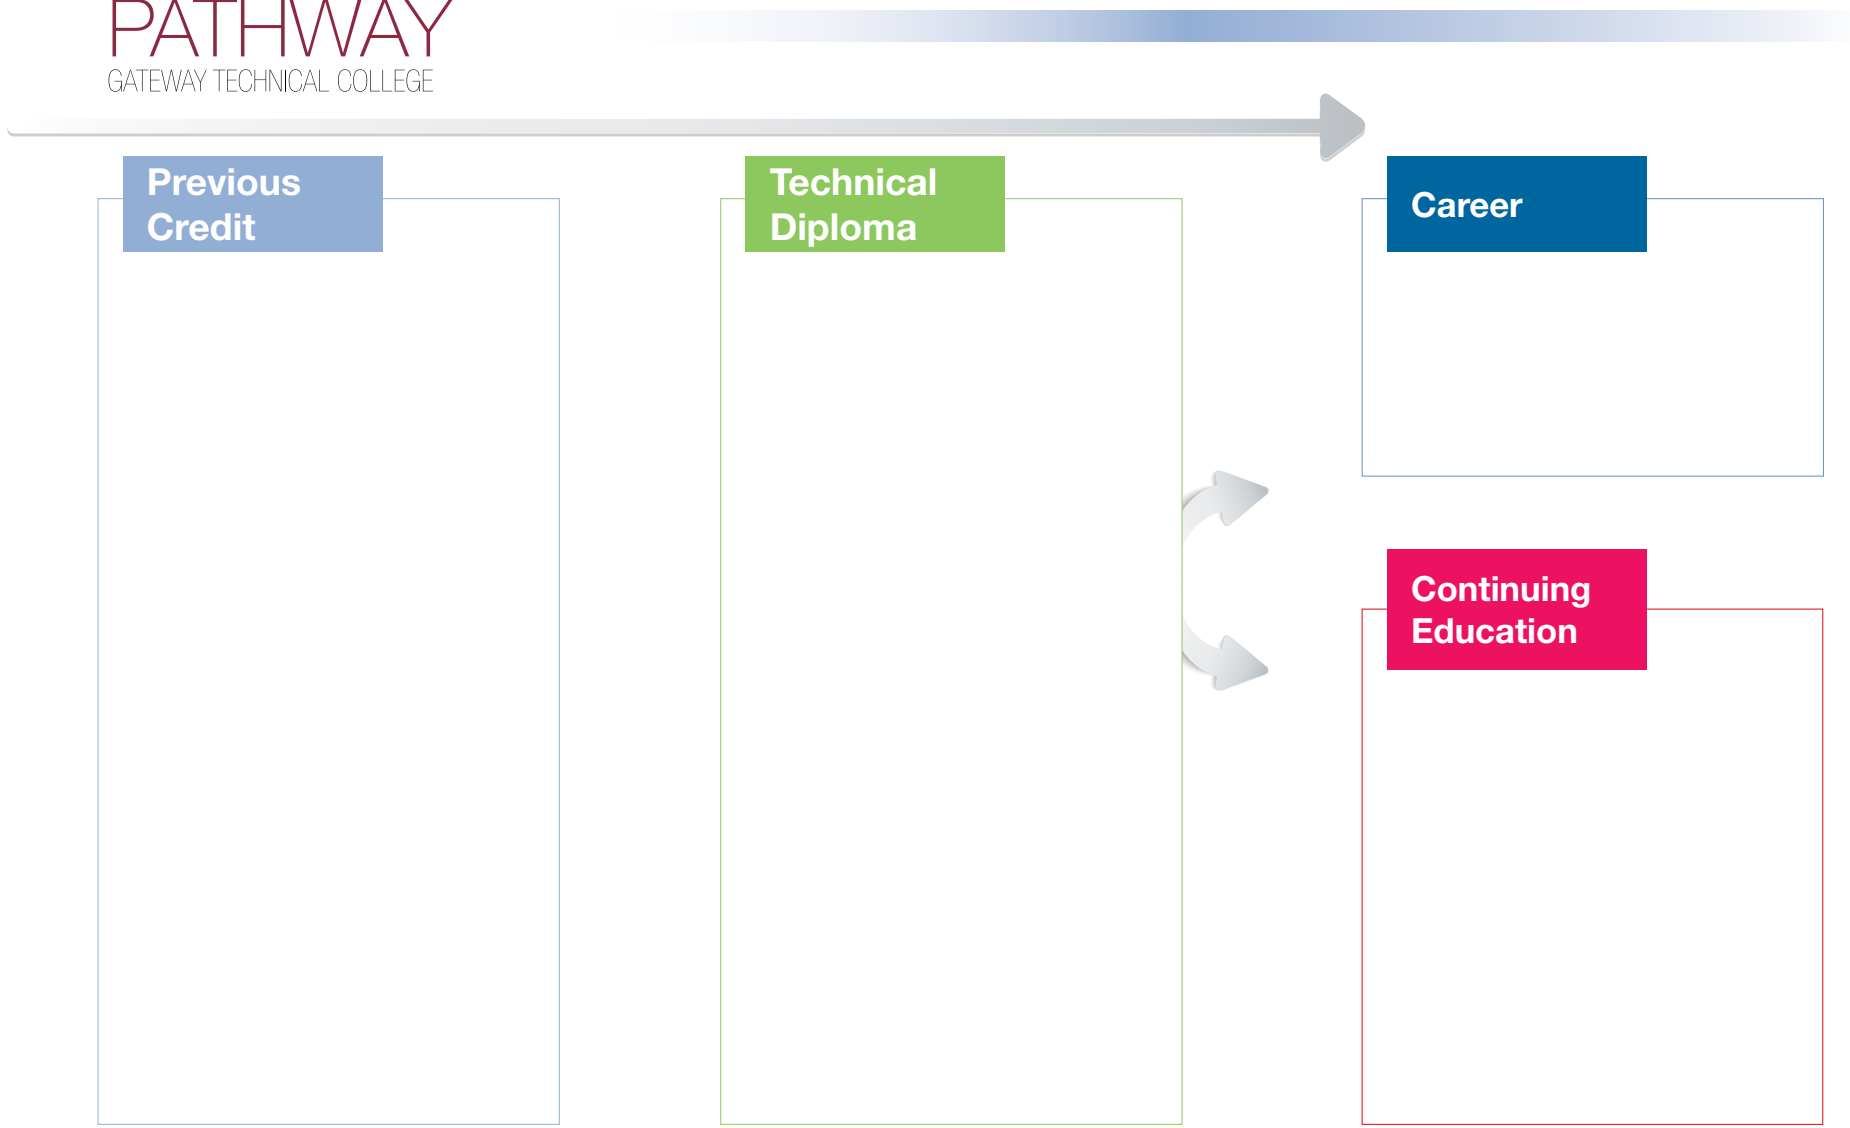 PATHWAY
GATEWAY TECHNICAL COLLEGE
Previous
Credit
Technical
Diploma
Career
Continuing
Education